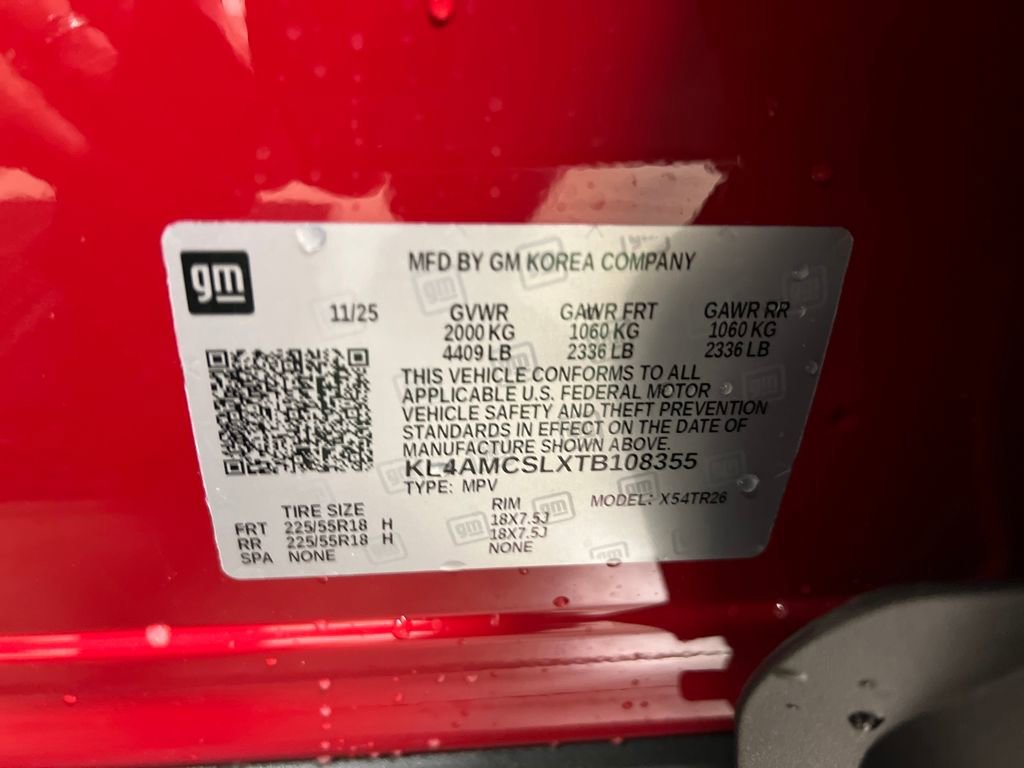 gm
MFD BY GM KOREA COMPANY
11/25 GVWR GAWR FRT GAWR RR
2000 KG 1060 KG 1060 KG
4409 LB 2336 LB 2336 LB
THIS VEHICLE CONFORMS TO ALL
APPLICABLE U.S. FEDERAL MOTOR
VEHICLE SAFETY AND THEFT PREVENTION
STANDARDS IN EFFECT ON THE DATE OF
MANUFACTURE SHOWN ABOVE.
KL4AMCSLXTB108355
TYPE: MPV
MODEL: X54TR26
TIRE SIZE RIM
FRT 225/55R18 H 18X7.5J
RR 225/55R18 H 18X7.5J
SPA NONE NONE